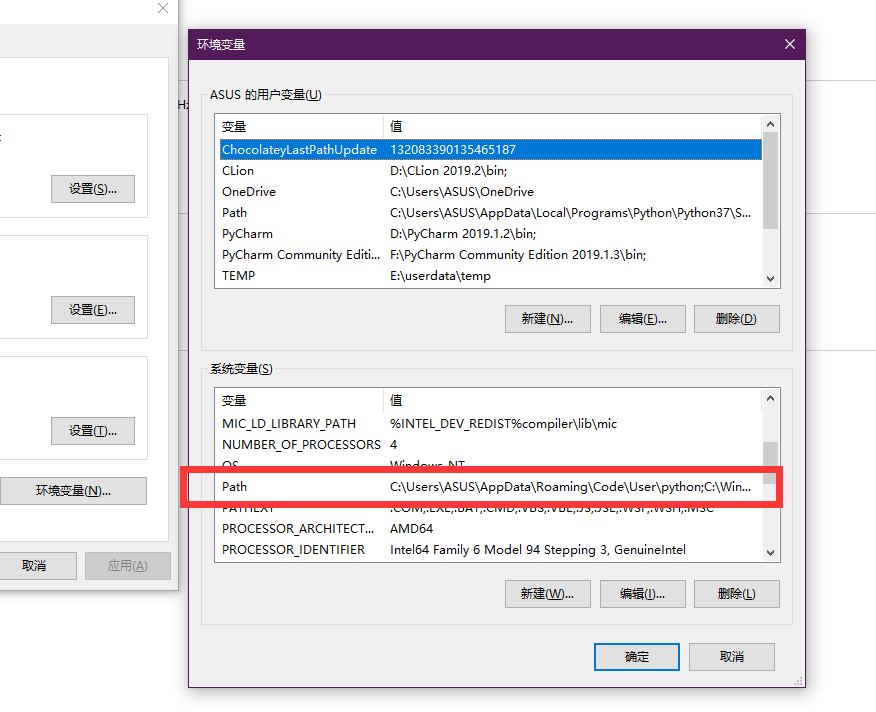 环境变量
Hz
设置(S)...
设置(E)...
设置(T)...
环境变量(N)...
取消
应用(A)
ASUS 的用户变量(U)
变量 值
ChocolateyLastPathUpdate 132083390135465187
CLion D:\CLion 2019.2\bin;
OneDrive C:\Users\ASUS\OneDrive
Path C:\Users\ASUS\AppData\Local\Programs\Python\Python37\S...
PyCharm D:\PyCharm 2019.1.2\bin;
PyCharm Community Editi... F:\PyCharm Community Edition 2019.1.3\bin;
TEMP E:\userdata\temp
新建(N)... 编辑(E)... 删除(D)
系统变量(S)
变量 值
MIC_LD_LIBRARY_PATH %INTEL_DEV_REDIST%compiler\lib\mic
NUMBER_OF_PROCESSORS 4
OS Windows_NT
Path C:\Users\ASUS\AppData\Roaming\Code\User\python;C:\Win...
PATHEXT .COM;.EXE;.BAT;.CMD;.VBS;.VBE;.JS;.JSE;.WSF;.WSH;.MSC
PROCESSOR_ARCHITECT... AMD64
PROCESSOR_IDENTIFIER Intel64 Family 6 Model 94 Stepping 3, GenuineIntel
新建(W)... 编辑(I)... 删除(L)
确定 取消